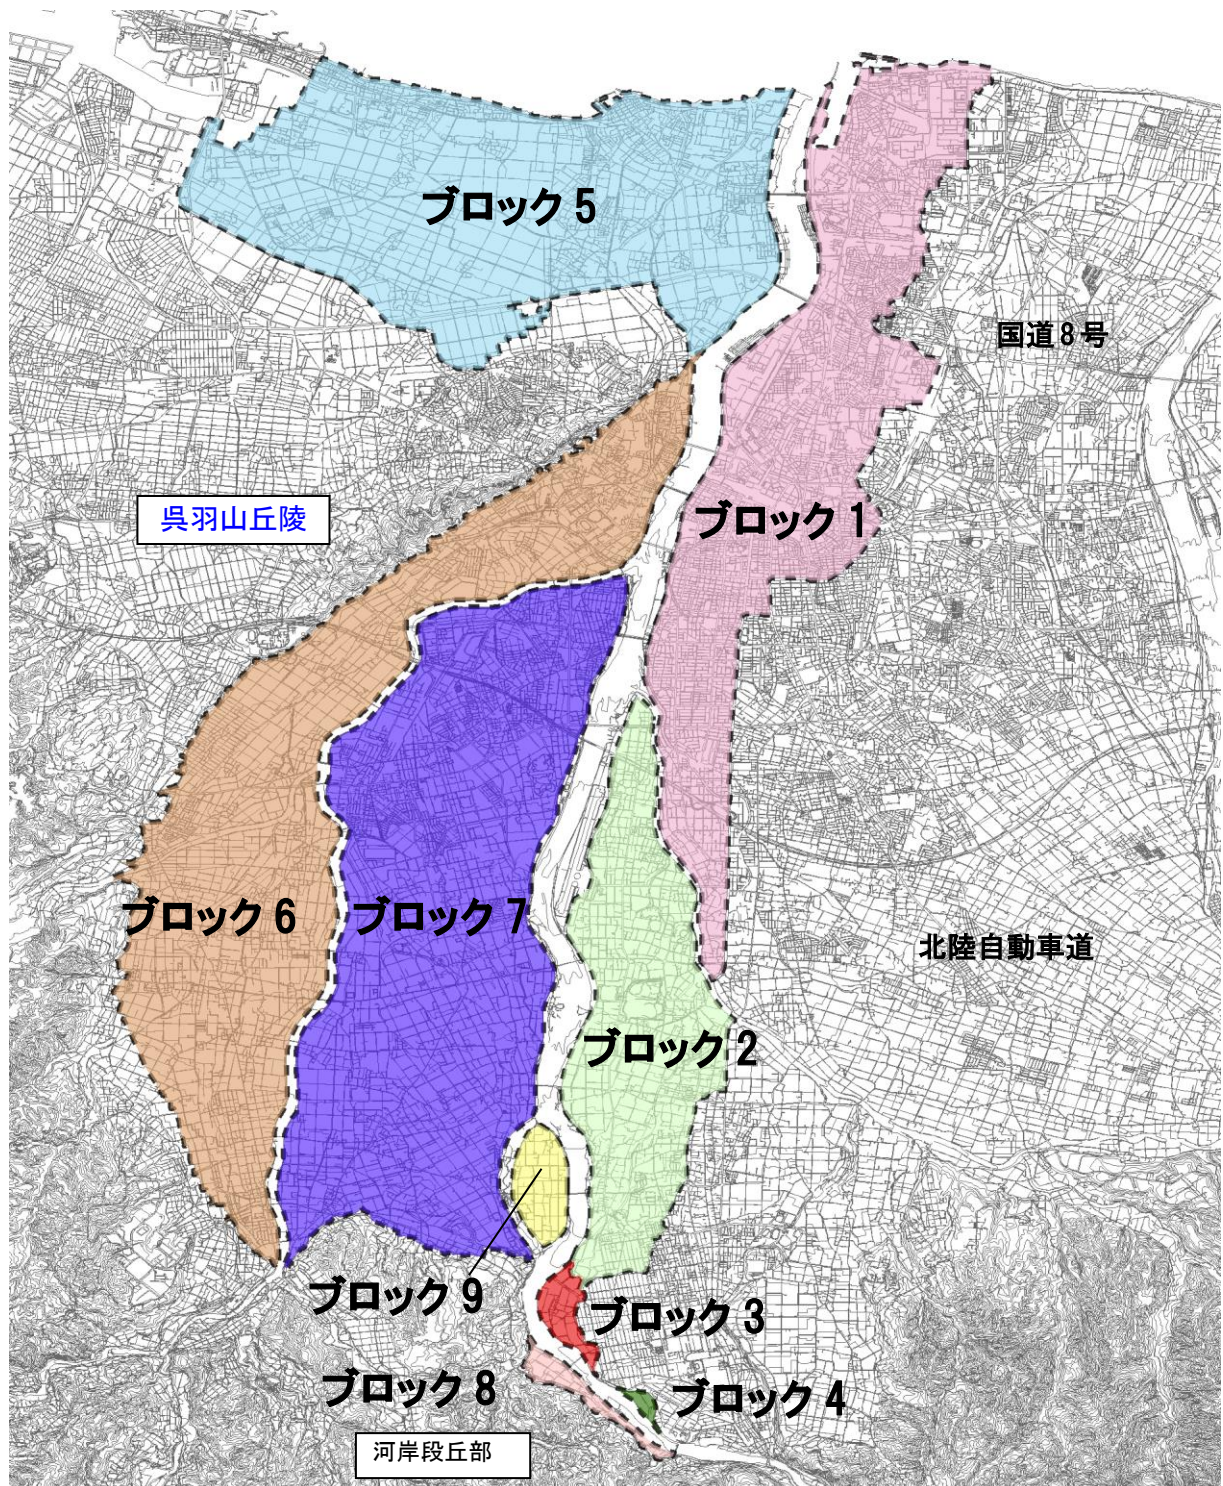 ブロック 5
国道8号
呉羽山丘陵
ブロック 1
ブロック 6
ブロック 7
北陸自動車道
ブロック 2
ブロック 9
ブロック 3
ブロック 8
ブロック 4
河岸段丘部